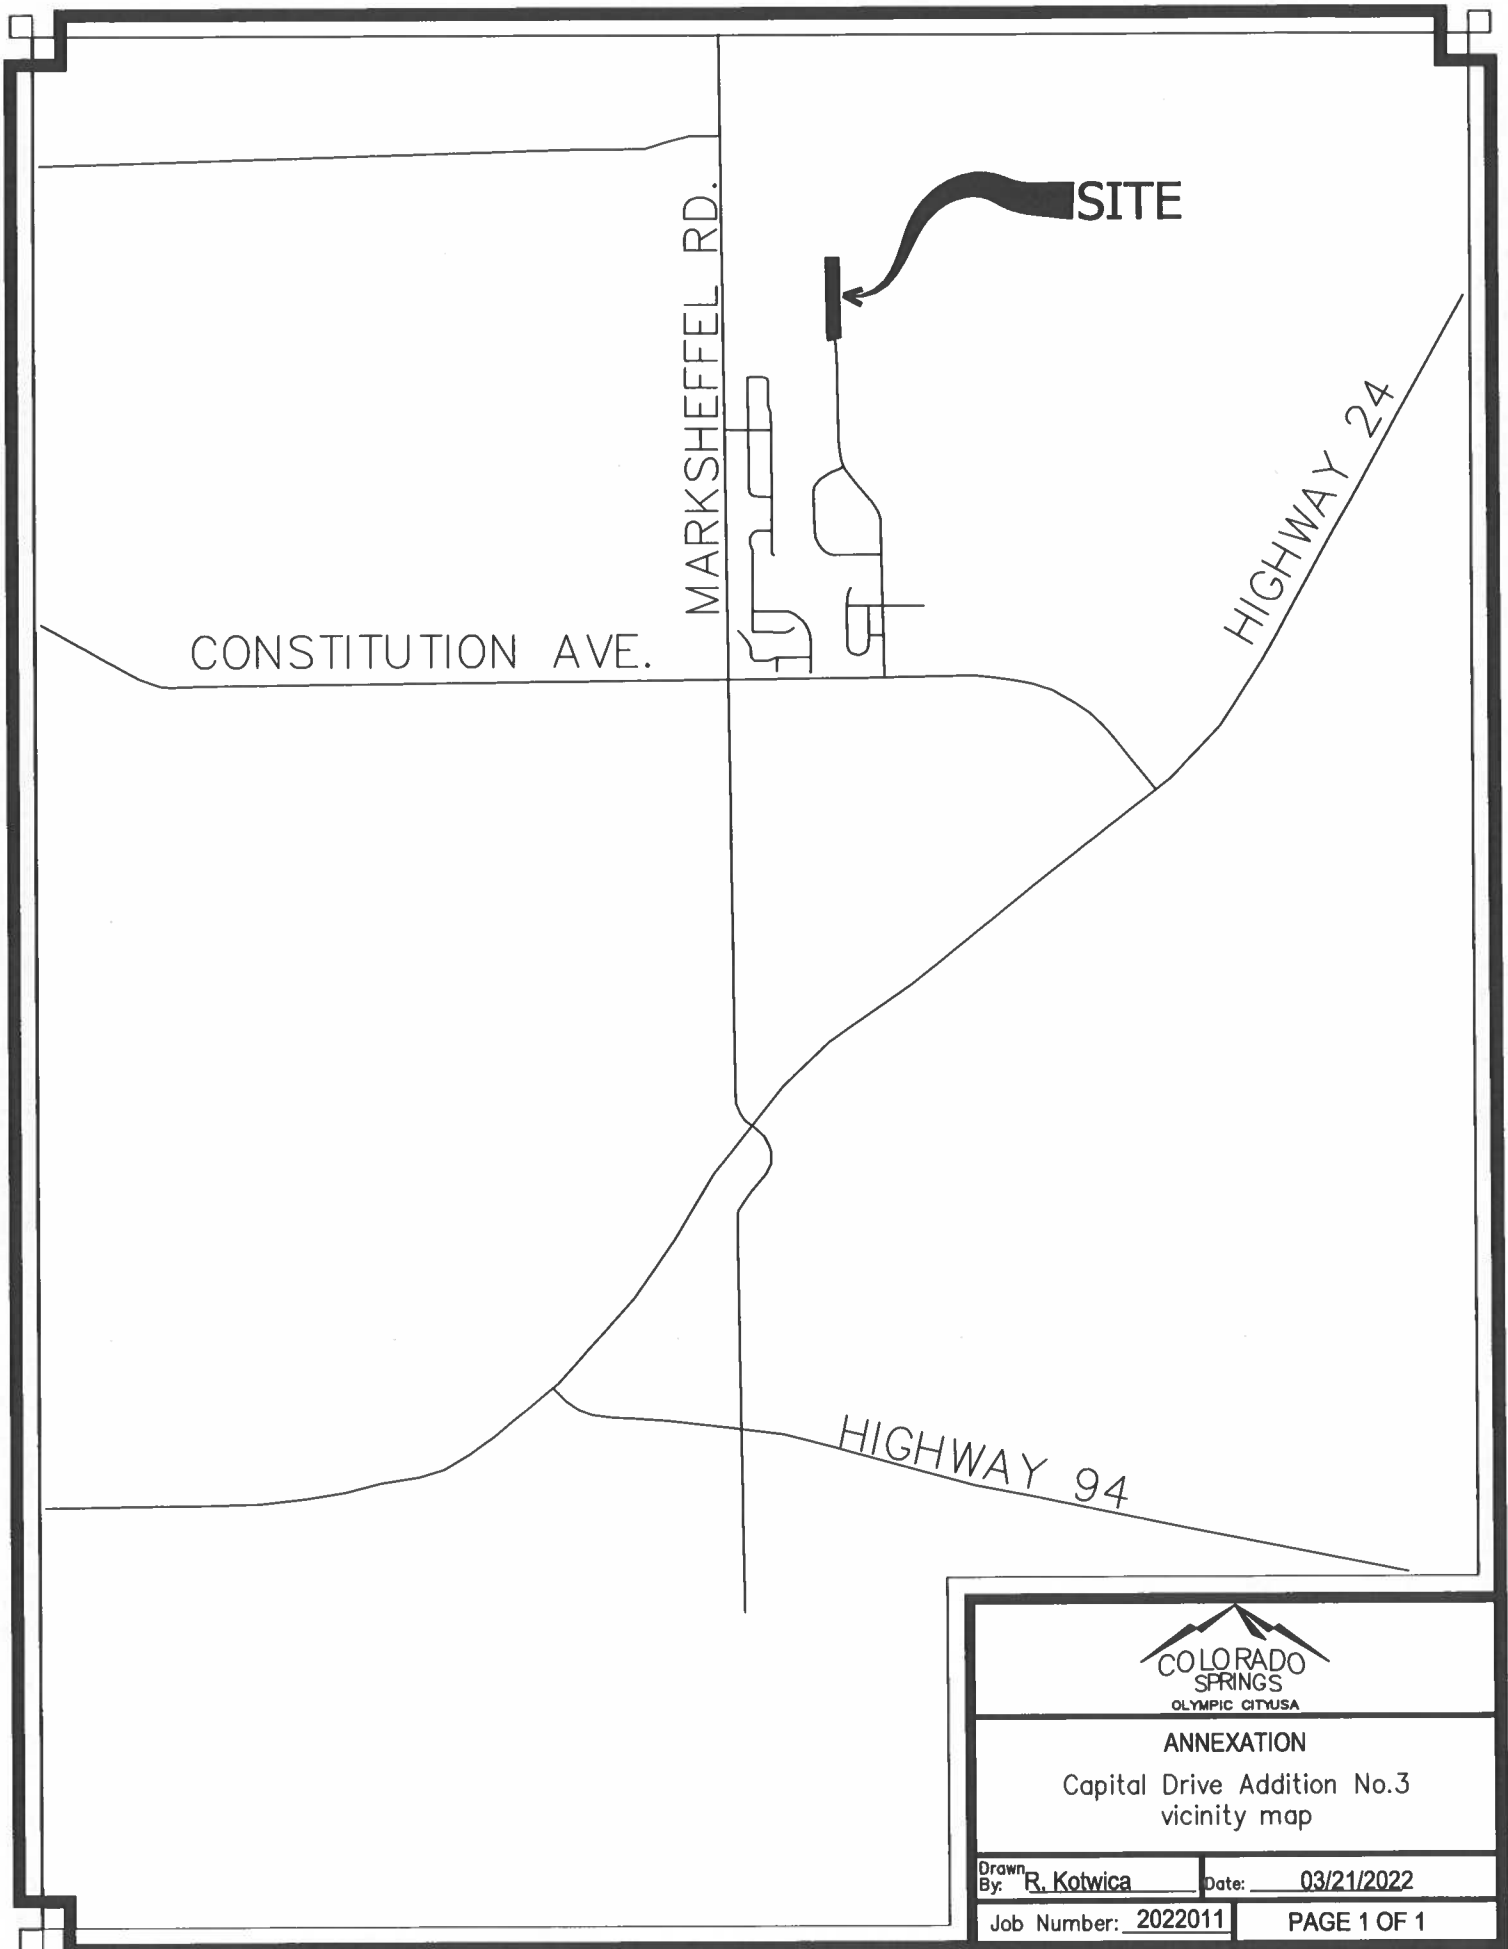 SITE
MARKSHEFFEL RD.
HIGHWAY 24
CONSTITUTION AVE.
HIGHWAY 94
COLORADO
SPRINGS
OLYMPIC CITYUSA
ANNEXATION
Capital Drive Addition No.3
vicinity map
Drawn By: R. Kotwica Date: 03/21/2022
Job Number: 2022011 PAGE 1 OF 1